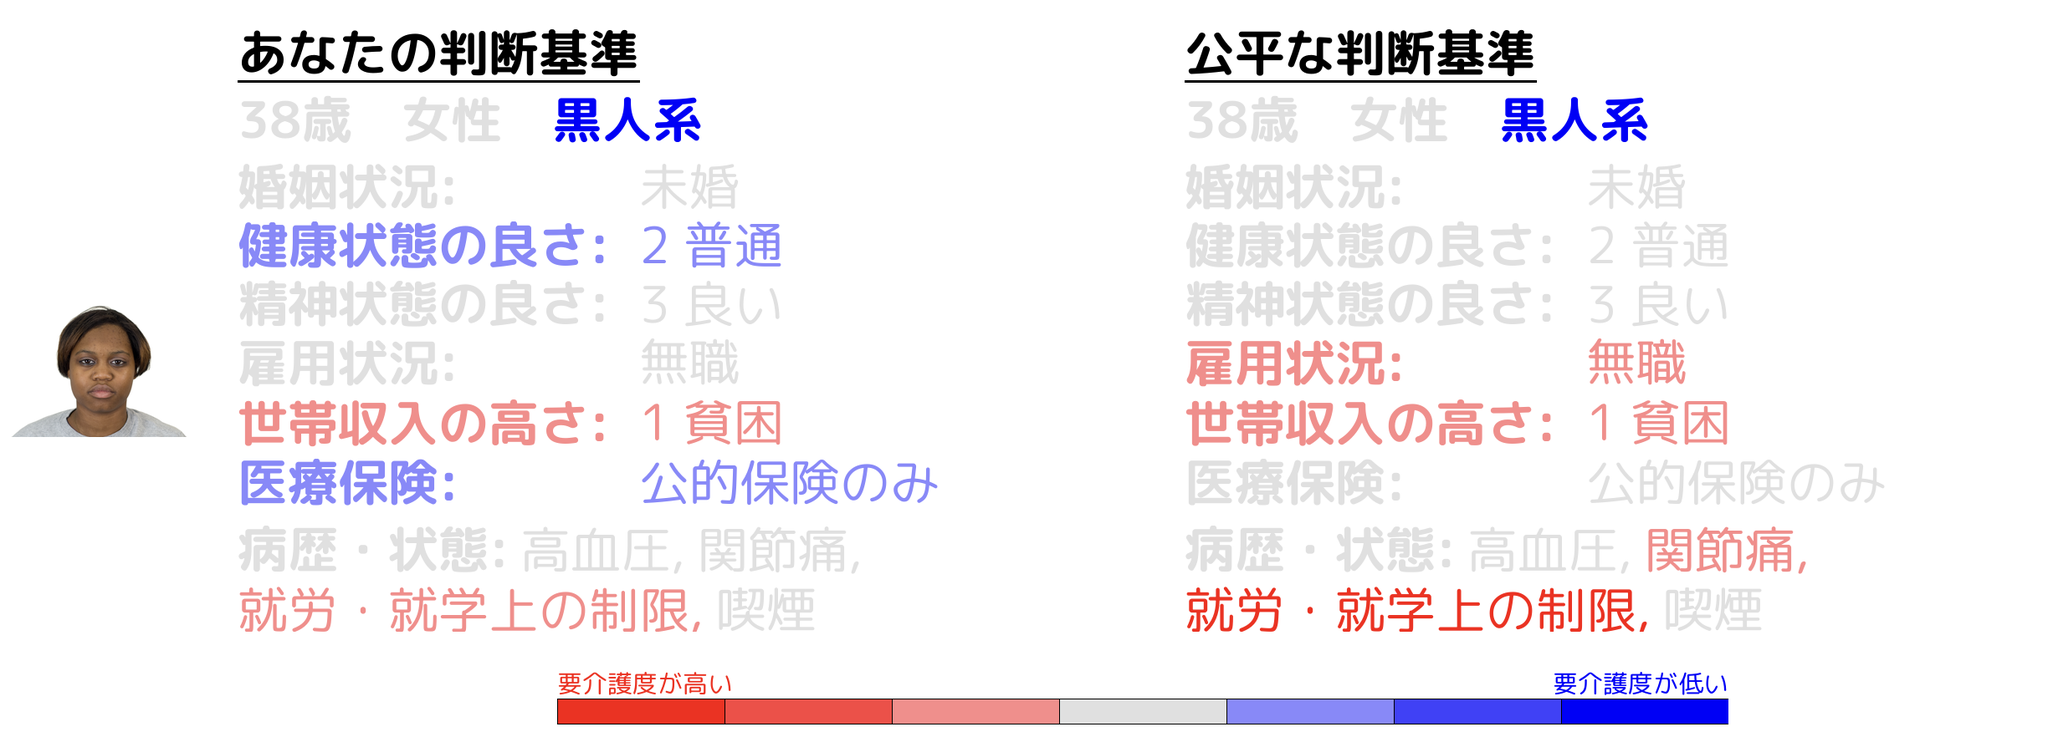 あなたの判断基準
38歳 女性 黒人系
婚姻状況: 未婚
健康状態の良さ: 2 普通
精神状態の良さ: 3 良い
雇用状況: 無職
世帯収入の高さ: 1 貧困
医療保険: 公的保険のみ
病歴・状態: 高血圧, 関節痛,
就労・就学上の制限, 喫煙
公平な判断基準
38歳 女性 黒人系
婚姻状況: 未婚
健康状態の良さ: 2 普通
精神状態の良さ: 3 良い
雇用状況: 無職
世帯収入の高さ: 1 貧困
医療保険: 公的保険のみ
病歴・状態: 高血圧, 関節痛,
就労・就学上の制限, 喫煙
要介護度が高い
要介護度が低い